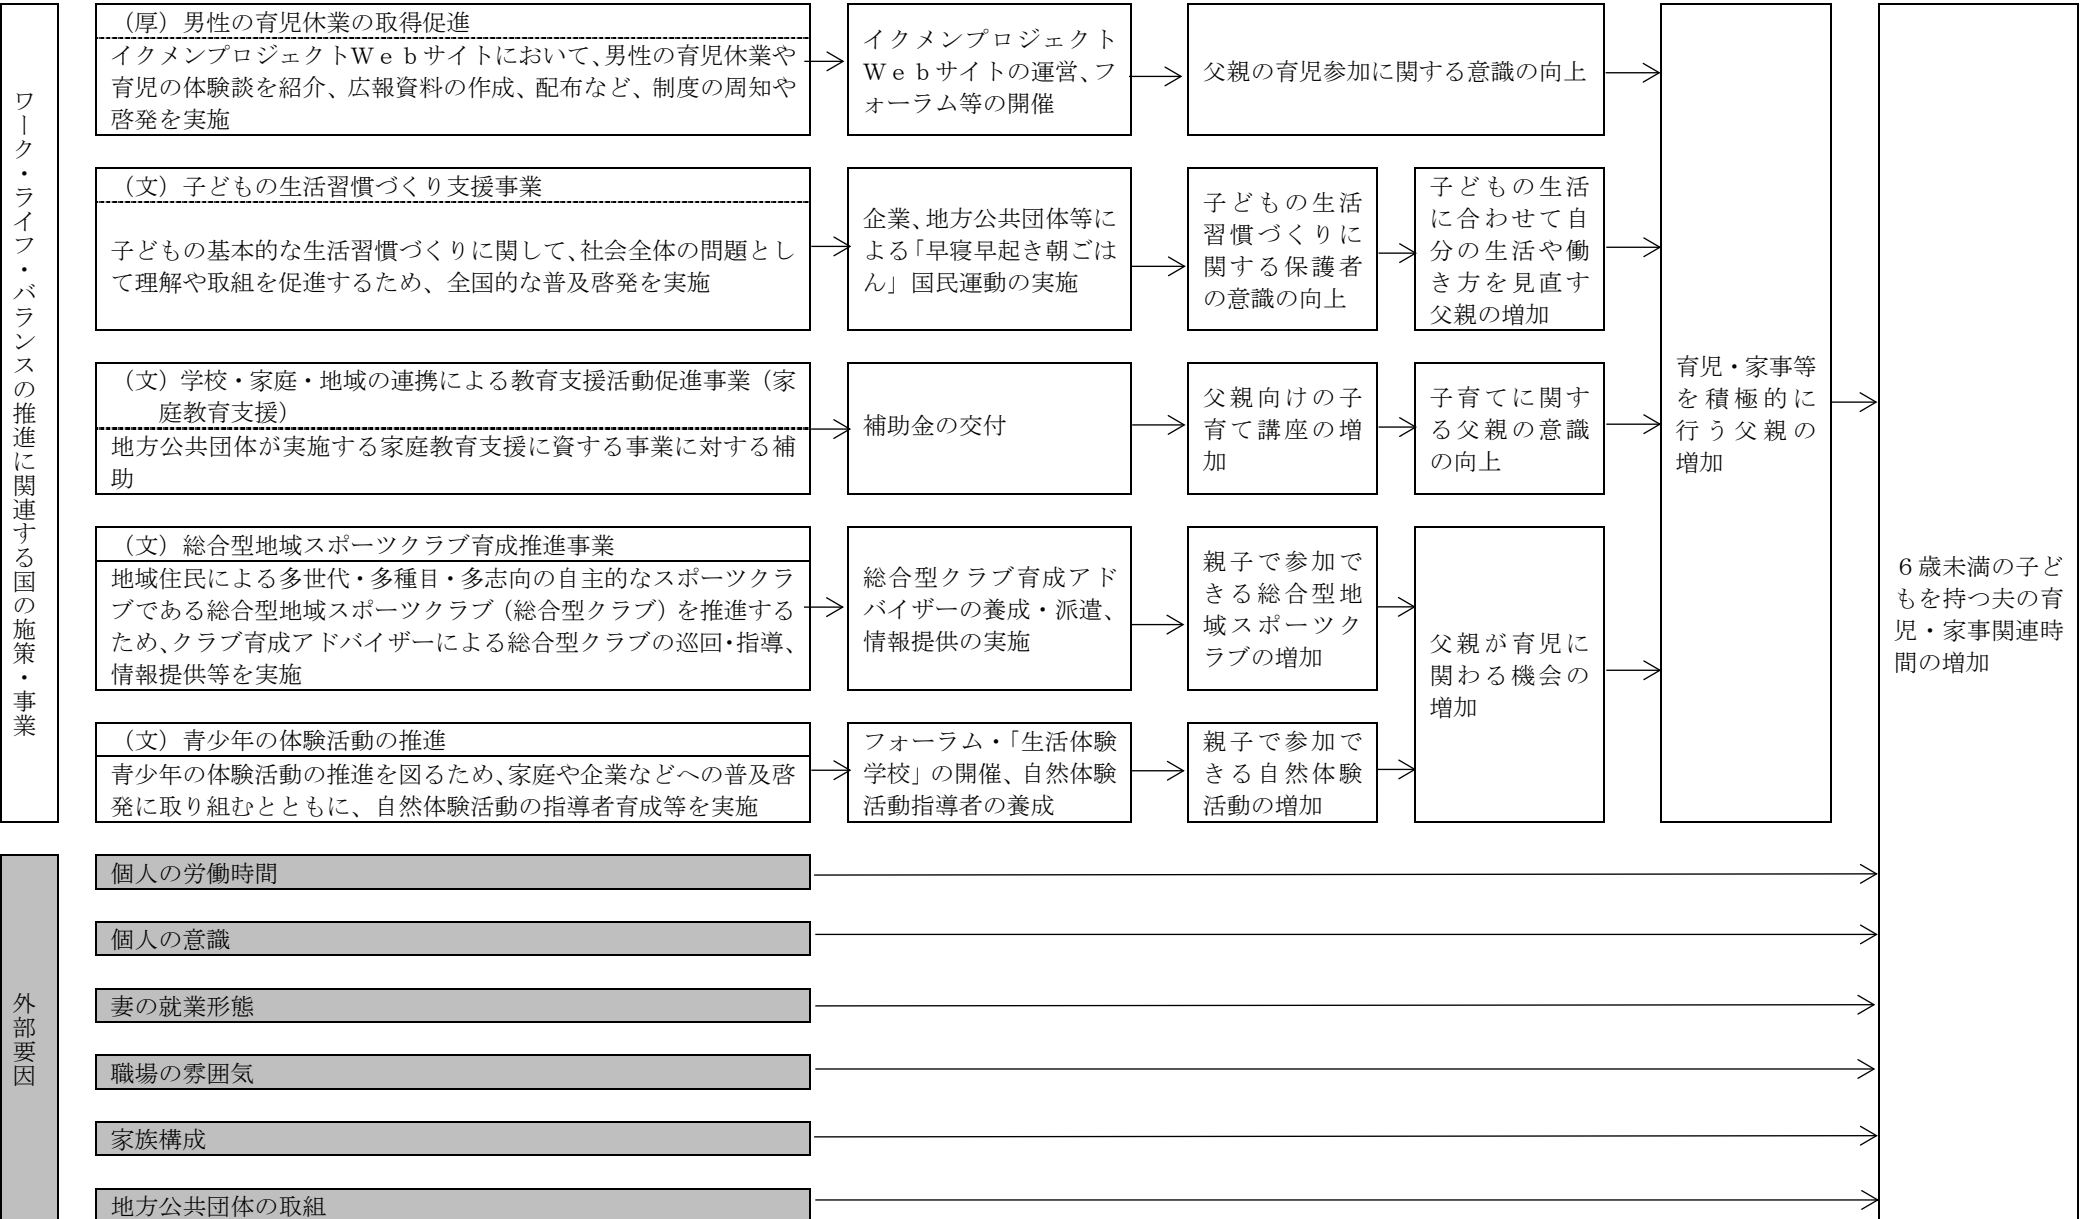 ワーク・ライフ・バランスの推進に関連する国の施策・事業
（厚）男性の育児休業の取得促進
イクメンプロジェクトＷｅｂサイトにおいて、男性の育児休業や
育児の体験談を紹介、広報資料の作成、配布など、制度の周知や
啓発を実施
イクメンプロジェクト
Ｗｅｂサイトの運営、フ
ォーラム等の開催
父親の育児参加に関する意識の向上
（文）子どもの生活習慣づくり支援事業
子どもの基本的な生活習慣づくりに関して、社会全体の問題とし
て理解や取組を促進するため、全国的な普及啓発を実施
企業、地方公共団体等に
よる「早寝早起き朝ごは
ん」国民運動の実施
子どもの生活
習慣づくりに
関する保護者
の意識の向上
子どもの生活
に合わせて自
分の生活や働
き方を見直す
父親の増加
（文）学校・家庭・地域の連携による教育支援活動促進事業（家
庭教育支援）
地方公共団体が実施する家庭教育支援に資する事業に対する補
助
補助金の交付
父親向けの子
育て講座の増
加
子育てに関す
る父親の意識
の向上
（文）総合型地域スポーツクラブ育成推進事業
地域住民による多世代・多種目・多志向の自主的なスポーツクラ
ブである総合型地域スポーツクラブ（総合型クラブ）を推進する
ため、クラブ育成アドバイザーによる総合型クラブの巡回・指導、
情報提供等を実施
総合型クラブ育成アド
バイザーの養成・派遣、
情報提供の実施
親子で参加で
きる総合型地
域スポーツク
ラブの増加
（文）青少年の体験活動の推進
青少年の体験活動の推進を図るため、家庭や企業などへの普及啓
発に取り組むとともに、自然体験活動の指導者育成等を実施
フォーラム・「生活体験
学校」の開催、自然体験
活動指導者の養成
親子で参加で
きる自然体験
活動の増加
父親が育児に
関わる機会の
増加
育児・家事等
を積極的に
行う父親の
増加
６歳未満の子ど
もを持つ夫の育
児・家事関連時
間の増加
外部要因
個人の労働時間
個人の意識
妻の就業形態
職場の雰囲気
家族構成
地方公共団体の取組